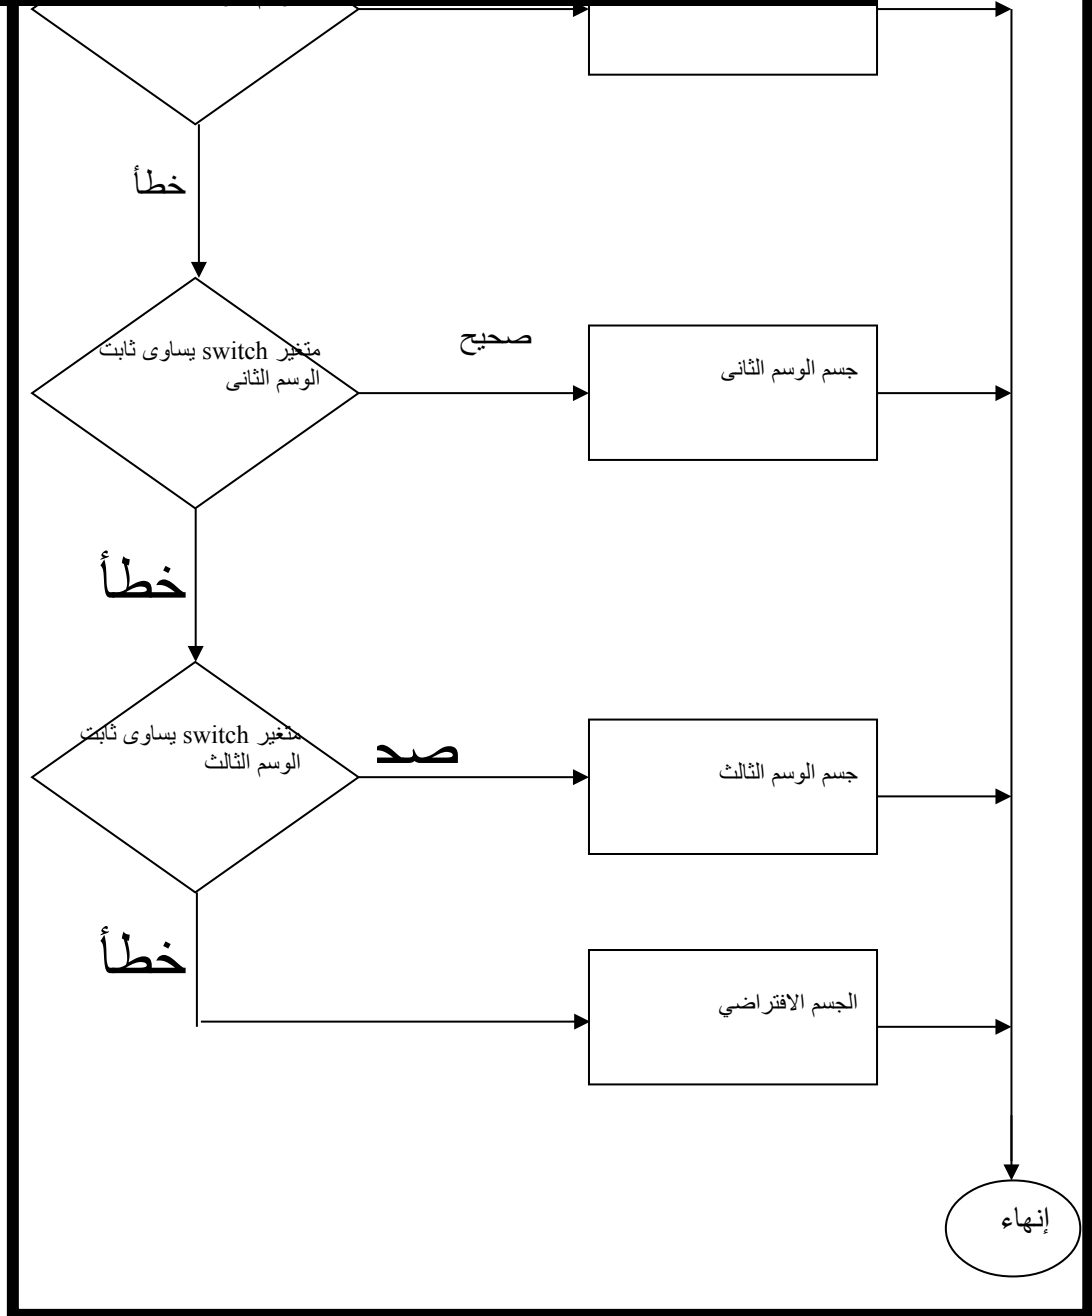 خطأ
صحيح
متغير switch يساوى ثابت
الوسم الثانى
جسم الوسم الثانى
خطأ
متغير switch يساوى ثابت
الوسم الثالث
صحـ
جسم الوسم الثالث
خطأ
الجسم الافتراضي
إنهاء